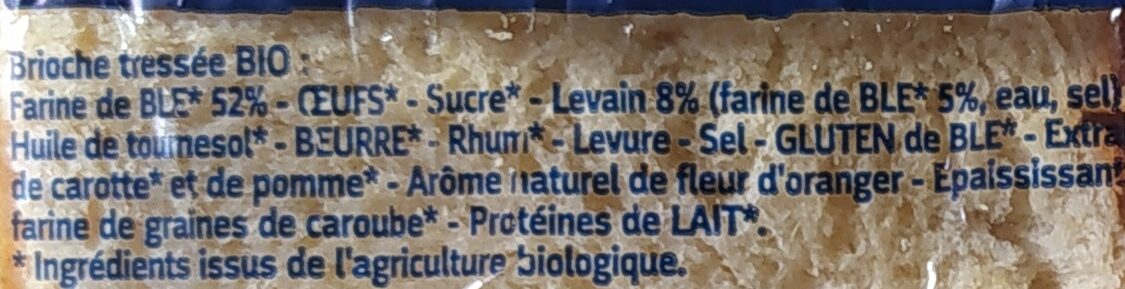 Brioche tressée BIO :
Farine de BLE* 52% - ŒUFS* - Sucre* - Levain 8% (farine de BLE* 5%, eau, sel)
Huile de tournesol* - BEURRE* - Rhum* - Levure - Sel - GLUTEN de BLE* - Extra
de carotte* et de pomme* - Arôme naturel de fleur d'oranger - Epaississant
farine de graines de caroube* - Protéines de LAIT*.
* Ingrédients issus de l'agriculture biologique.